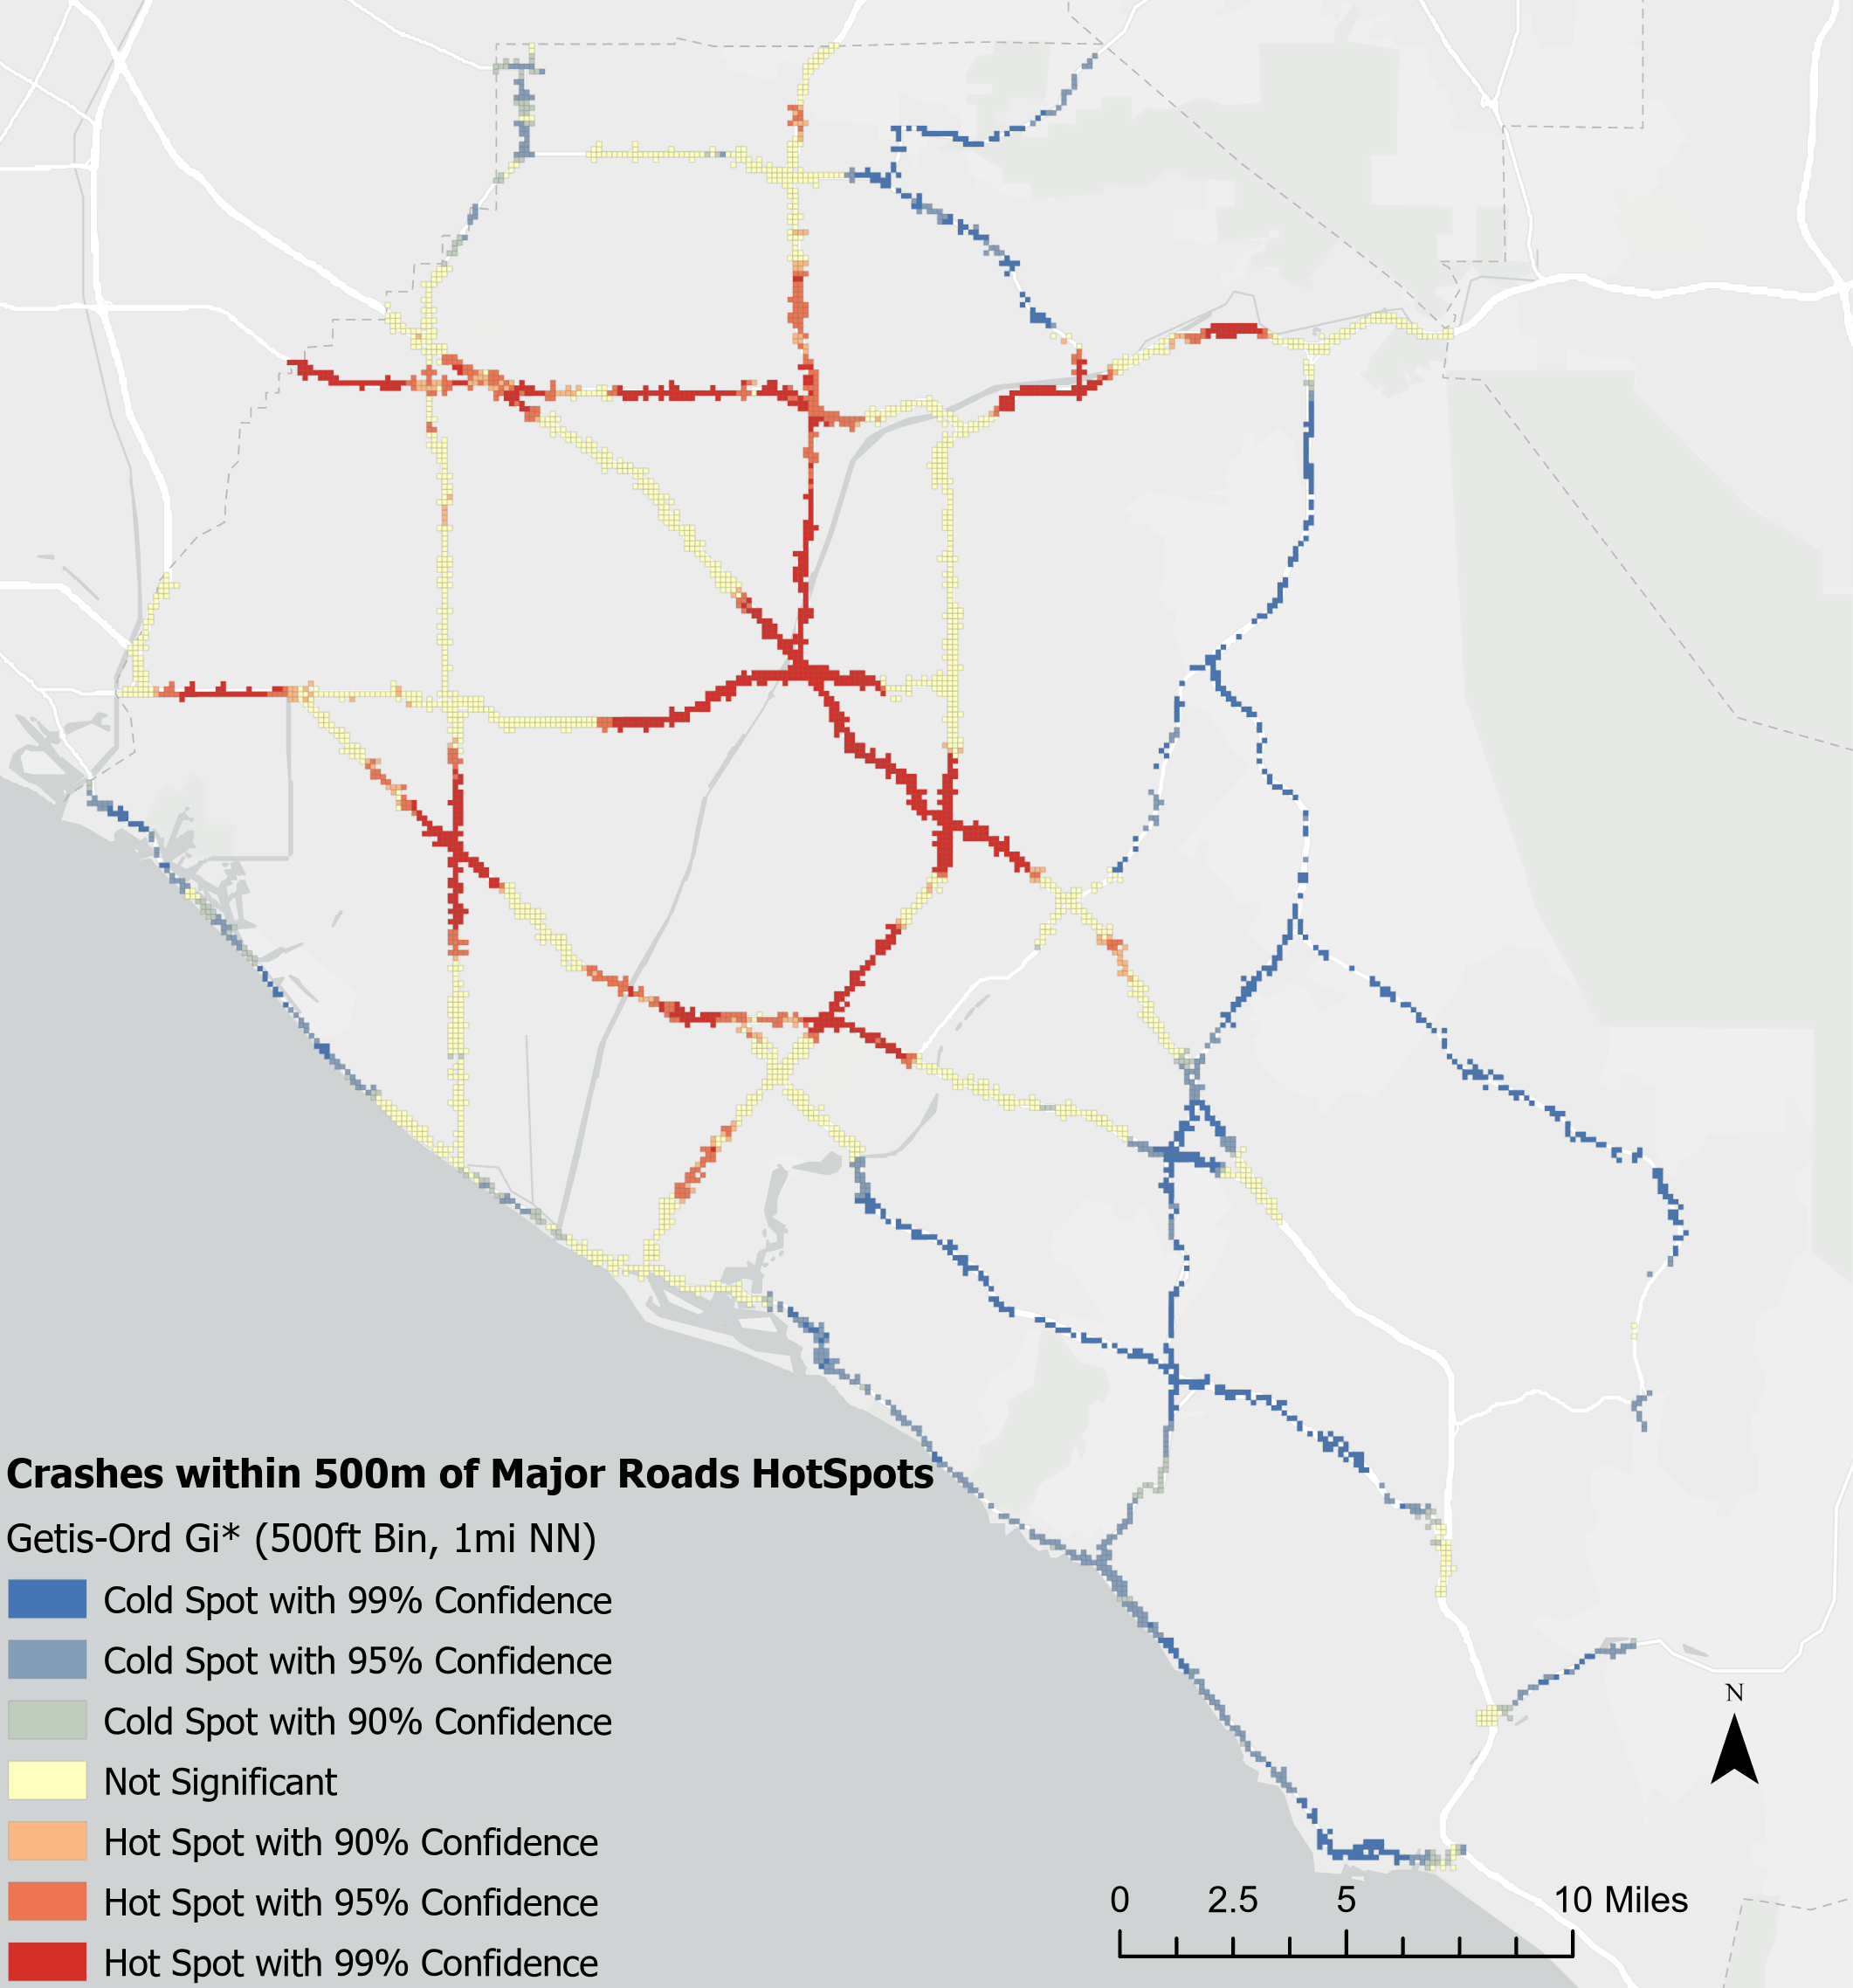 Crashes within 500m of Major Roads HotSpots
Getis-Ord Gi* (500ft Bin, 1mi NN)
Cold Spot with 99% Confidence
Cold Spot with 95% Confidence
Cold Spot with 90% Confidence
Not Significant
Hot Spot with 90% Confidence
Hot Spot with 95% Confidence
Hot Spot with 99% Confidence
N
0 2.5 5 10 Miles